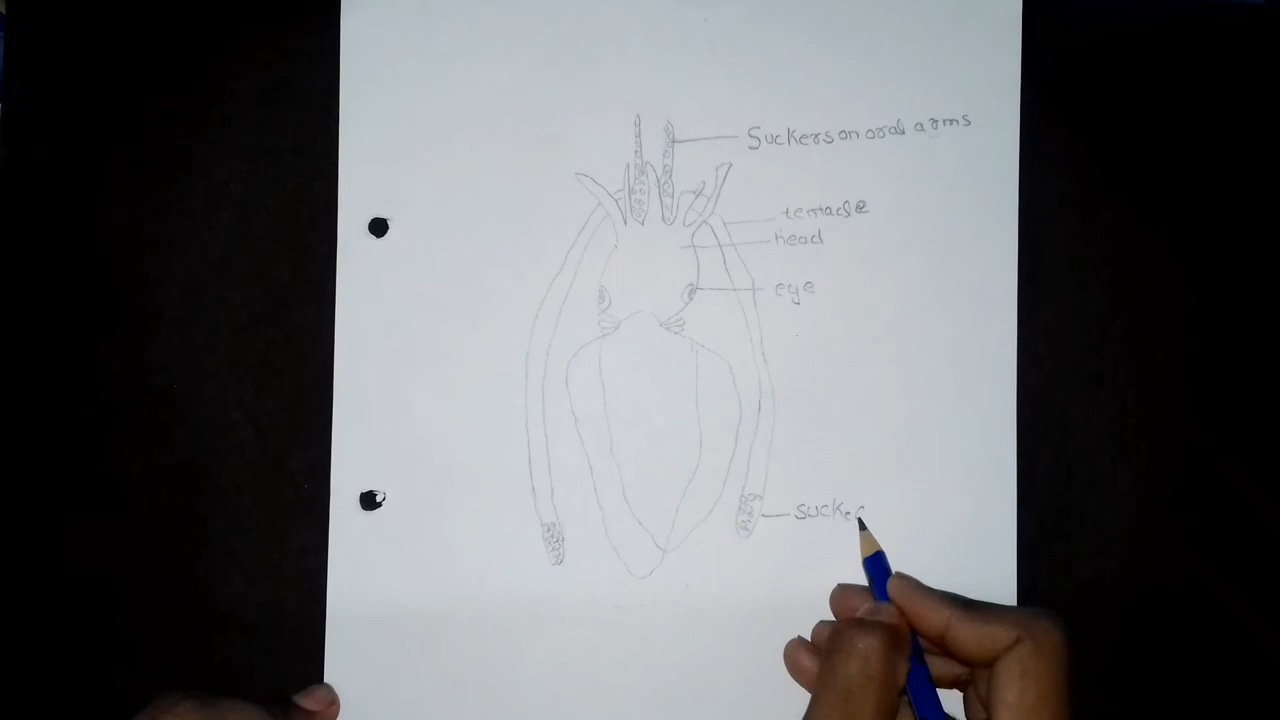 Suckers on oral arms
tentacle
head
eye
sucke